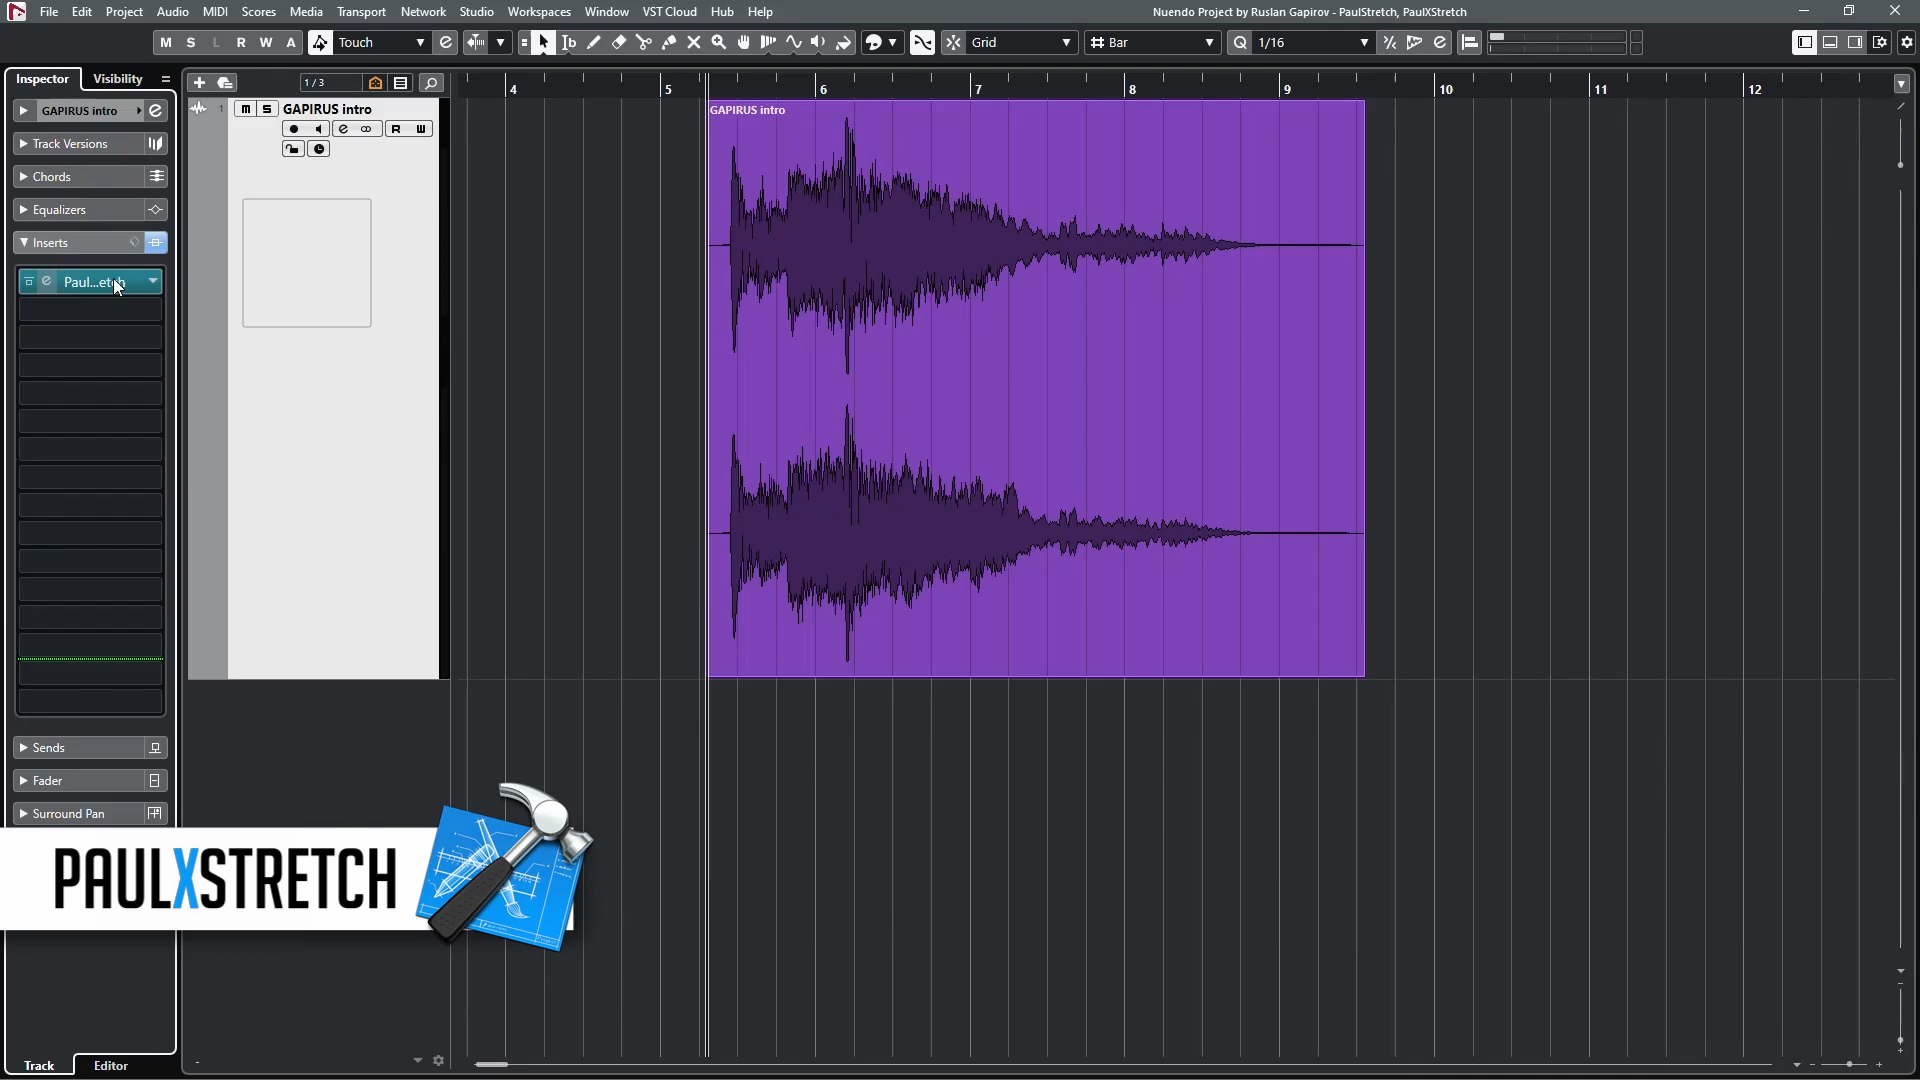 File Edit Project Audio MIDI Scores Media Transport Network Studio Workspaces Window VST Cloud Hub Help
Nuendo Project by Ruslan Gapirov - PaulStretch, PaulXStretch
M S L R W A Touch Grid Bar Q 1/16
Inspector Visibility
1 / 3
4 5 6 7 8 9 10 11 12
GAPIRUS intro
1 m S GAPIRUS intro
R W
GAPIRUS intro
Track Versions
Chords
Equalizers
Inserts
Paul...etch
Sends
Fader
Surround Pan
PAULXSTRETCH
Track Editor